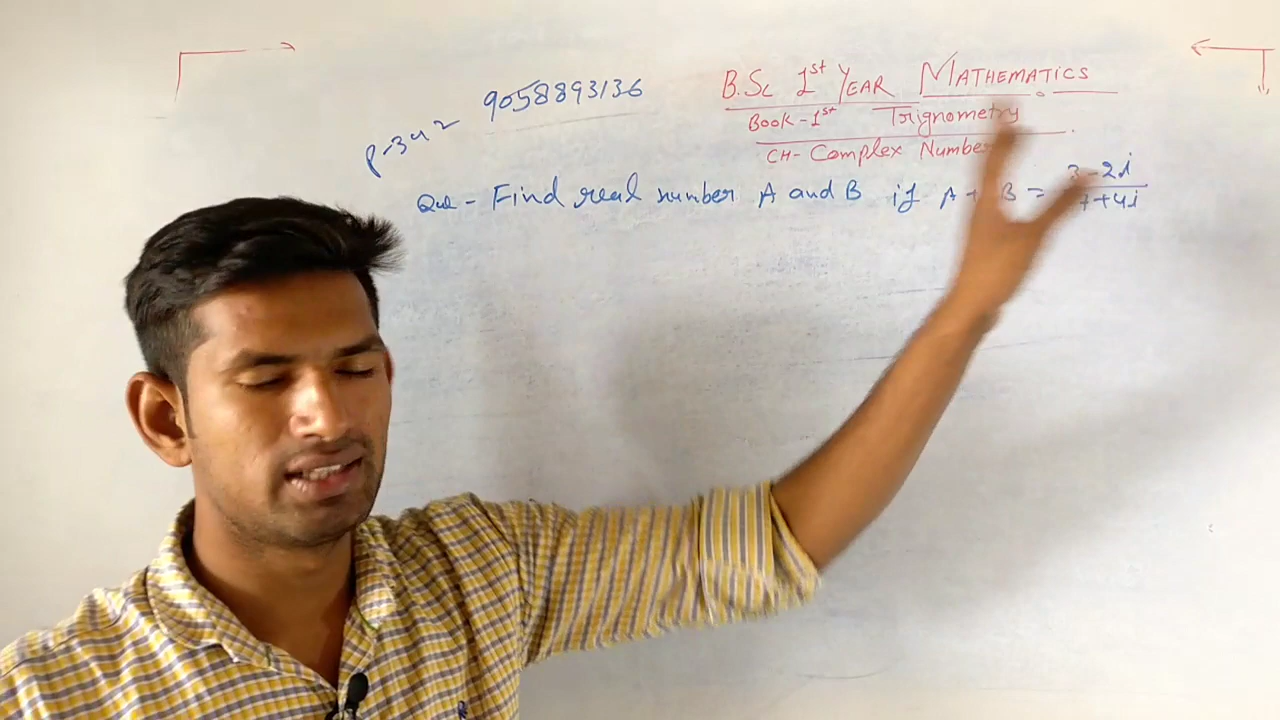 B.Sc 1st YEAR MATHEMATICS
Book-1st Trignometry
CH- Complex Number
P-342 9058893136
Que - Find real number A and B if A + B = 3-2i / 7+4i